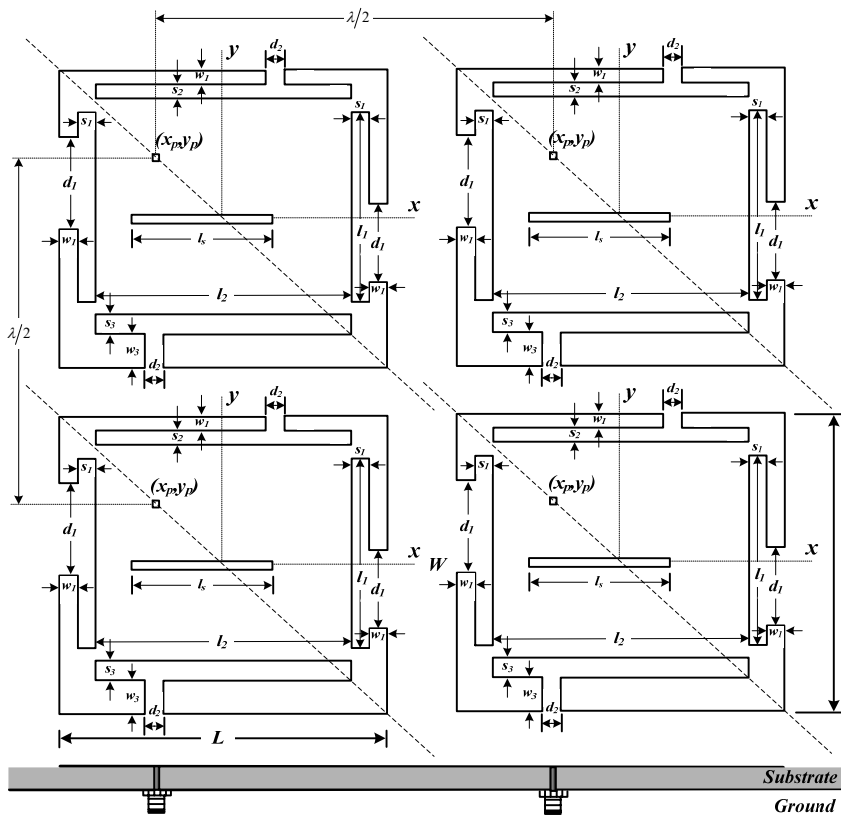 λ/2
d2 d2
y w1 y w1
s2 s2
s1 s1 s1 s1
(xp,yp) (xp,yp)
d1 d1
x x
w1 ls l1 d1 w1 ls l1 d1
w1 w1
l2 l2
λ/2
s3 s3
w3 w3
d2 d2
d2 d2
y w1 y w1
s2 s2
s1 s1 s1 s1
(xp,yp) (xp,yp)
d1 d1
x W x
w1 ls l1 d1 w1 ls l1 d1
w1 w1
l2 l2
s3 s3
w3 w3
d2 d2
L
Substrate
Ground